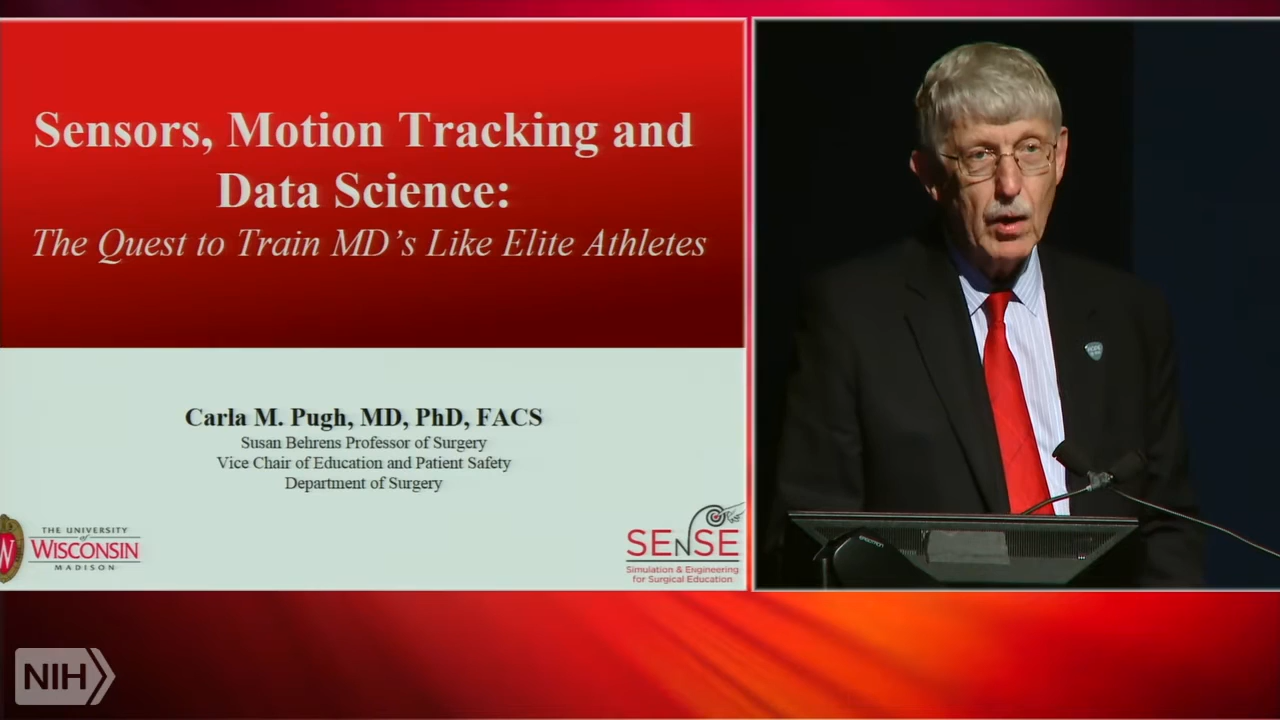 Sensors, Motion Tracking and
Data Science:
The Quest to Train MD's Like Elite Athletes
Carla M. Pugh, MD, PhD, FACS
Susan Behrens Professor of Surgery
Vice Chair of Education and Patient Safety
Department of Surgery
W
THE UNIVERSITY
of
WISCONSIN
MADISON
SENSE
Simulation & Engineering
for Surgical Education
NIH